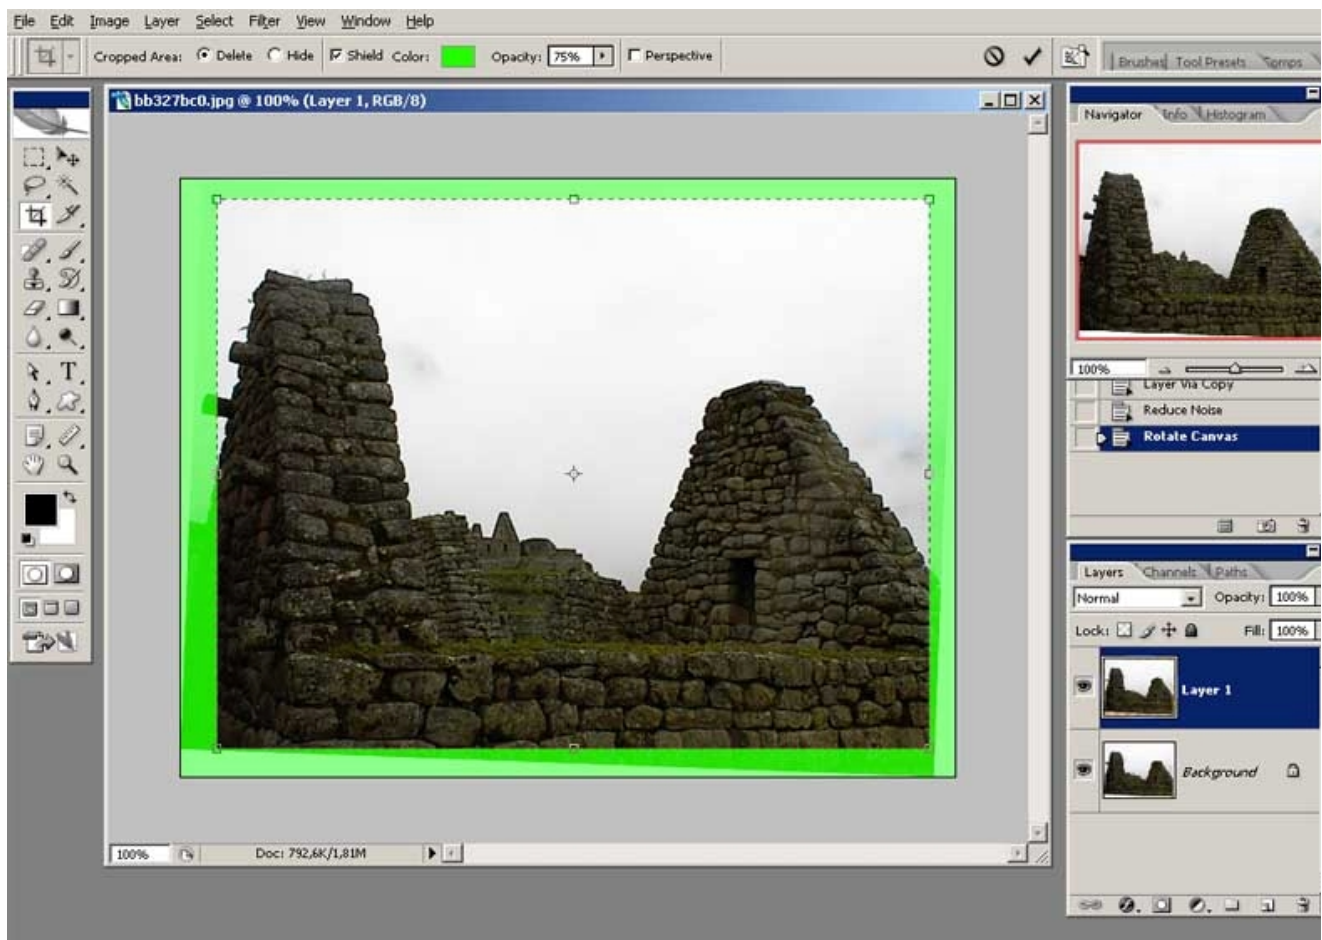 File Edit Image Layer Select Filter View Window Help
Cropped Area: Delete Hide Shield Color: Opacity: 75% Perspective
Brushes Tool Presets Comps
bb327bc0.jpg @ 100% (Layer 1, RGB/8)
Navigator Info Histogram
100%
Layer Via Copy
Reduce Noise
Rotate Canvas
Layers Channels Paths
Normal Opacity: 100%
Lock: Fill: 100%
Layer 1
Background
100% Doc: 792,6K/1,81M